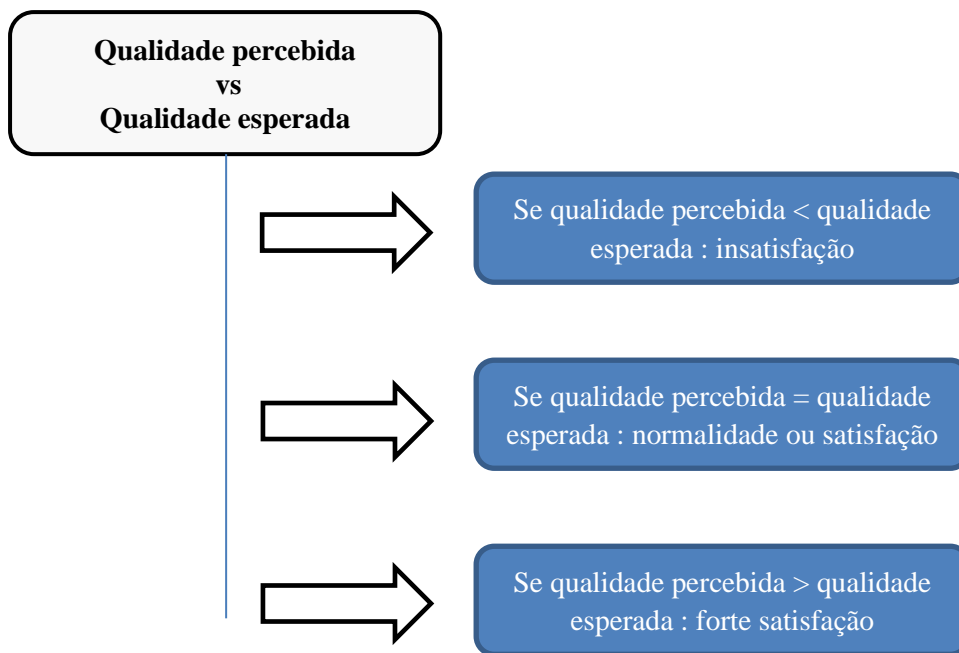 Qualidade percebida
vs
Qualidade esperada
Se qualidade percebida < qualidade
esperada : insatisfação
Se qualidade percebida = qualidade
esperada : normalidade ou satisfação
Se qualidade percebida > qualidade
esperada : forte satisfação